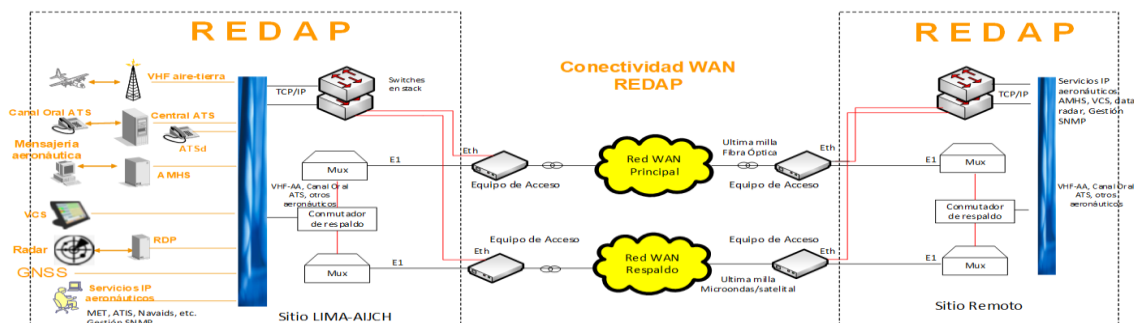 REDAP
VHF aire-tierra
Canal Oral ATS
Central ATS
ATSd
Mensajería
aeronáutica
AMHS
VCS
Radar
RDP
GNSS
Servicios IP
aeronáuticos
MET, ATIS, Navaids, etc.
Gestión SNMP
TCP/IP
Switches
en stack
Mux
VHF-AA, Canal Oral
ATS, otros
aeronáuticos
Conmutador
de respaldo
Mux
Sitio LIMA-AIJCH
Eth
E1
Equipo de Acceso
Equipo de Acceso
Eth
E1
Conectividad WAN
REDAP
Red WAN
Principal
Ultima milla
Fibra Óptica
Red WAN
Respaldo
Ultima milla
Microondas/satelital
Eth
E1
Equipo de Acceso
Equipo de Acceso
Eth
E1
REDAP
TCP/IP
Servicios IP
aeronáuticos,
AMHS, VCS, data
radar, Gestión
SNMP
Mux
Conmutador
de respaldo
VHF-AA, Canal Oral
ATS, otros
aeronáuticos
Mux
Sitio Remoto